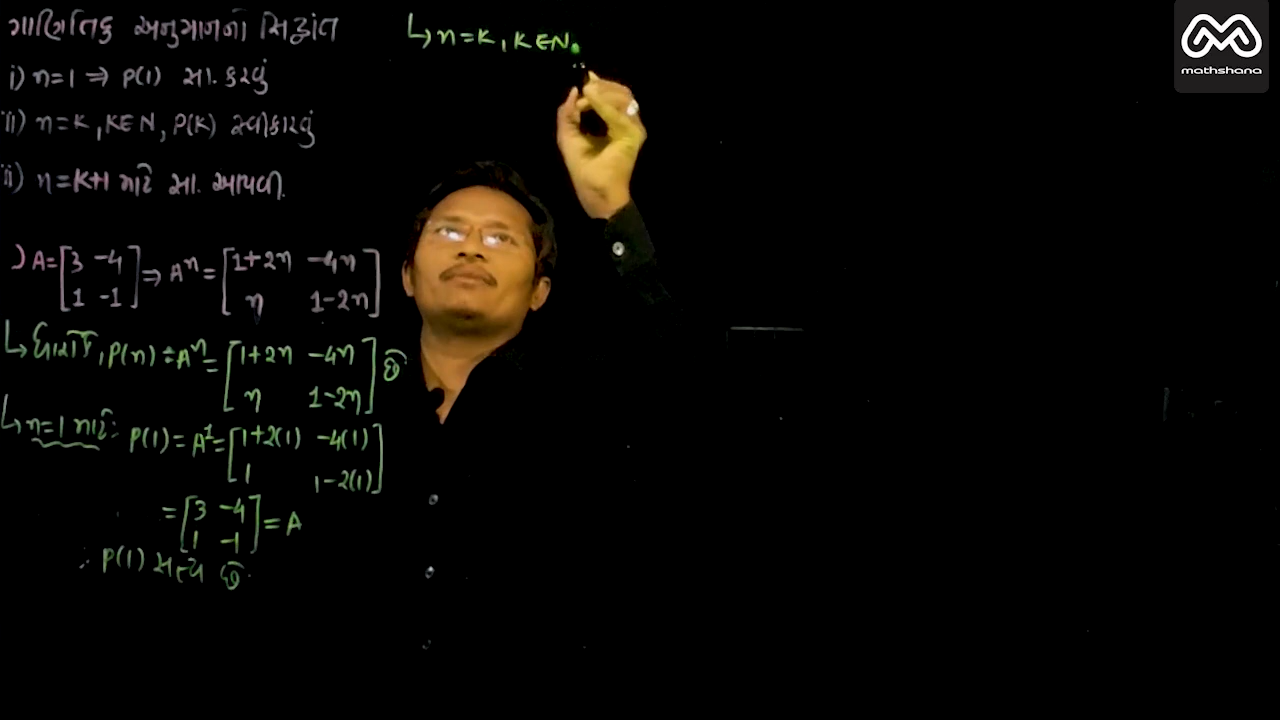 ગાણિતિક અનુમાનનો સિદ્ધાંત
i) n=1 ⇒ P(1) સા. કરવું
ii) n=K, K∈N, P(K) સ્વીકારવું
ii) n=K+1 માટે સા. આપવી.
) A=[3 -4; 1 -1] ⇒ Aⁿ=[1+2n -4n; n 1-2n]
↳ ધારોકે, P(n) ÷ Aⁿ=[1+2n -4n; n 1-2n] છે
↳ n=1 માટે: P(1) = A¹=[1+2(1) -4(1); 1 1-2(1)]
=[3 -4; 1 -1] = A
∴ P(1) સત્ય છે.
↳ n=K, K∈N.
mathshana